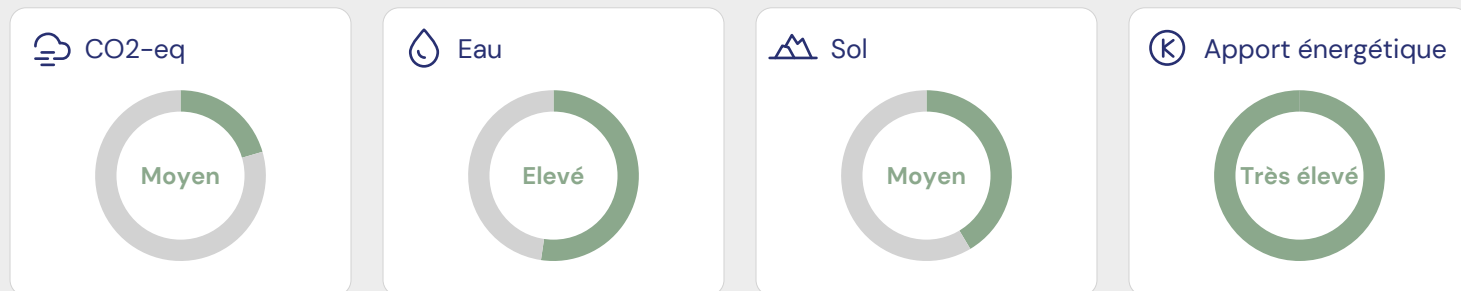 CO2-eq
Moyen
Eau
Elevé
Sol
Moyen
Apport énergétique
Très élevé